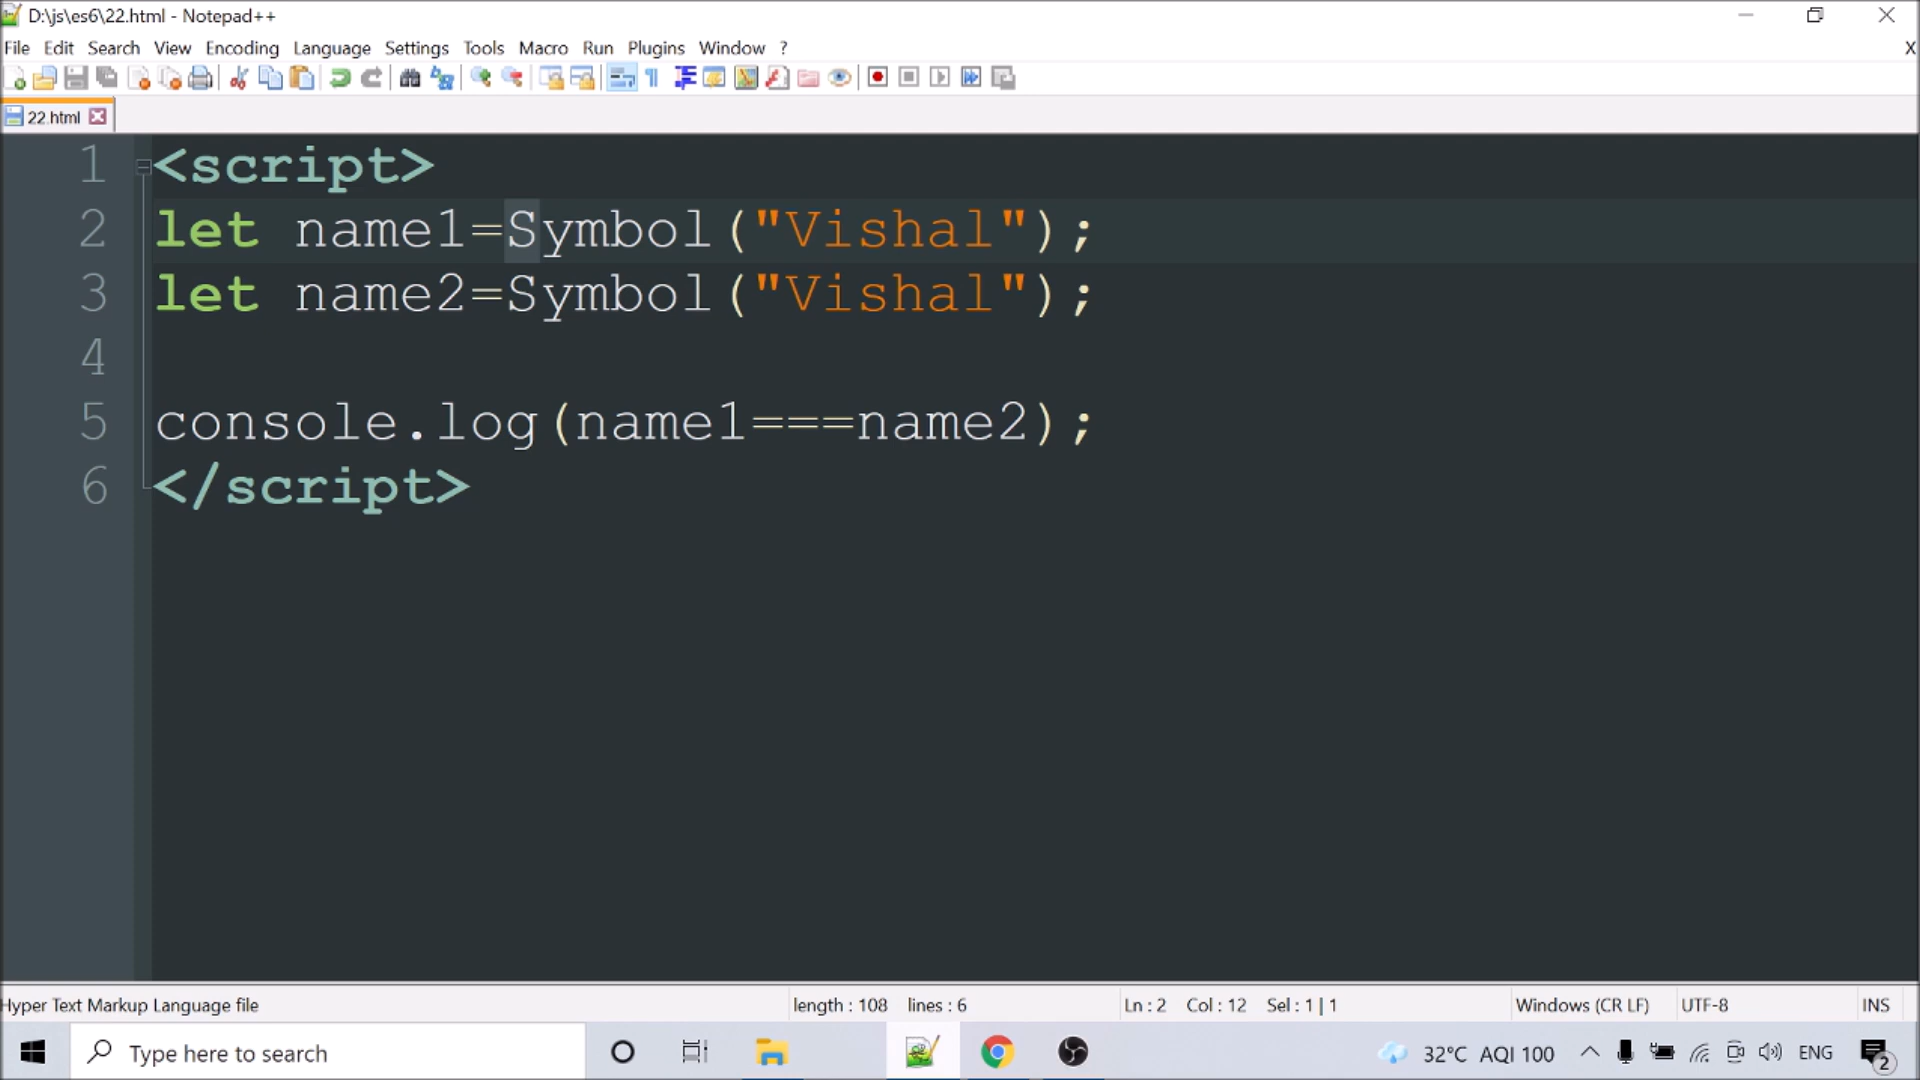 D:\js\es6\22.html - Notepad++
File Edit Search View Encoding Language Settings Tools Macro Run Plugins Window ? X
22.html
1 <script>
2 let name1=Symbol("Vishal");
3 let name2=Symbol("Vishal");
4
5 console.log(name1===name2);
6 </script>
Hyper Text Markup Language file length : 108 lines : 6 Ln : 2 Col : 12 Sel : 1 | 1 Windows (CR LF) UTF-8 INS
Type here to search 32°C AQI 100 ENG 2